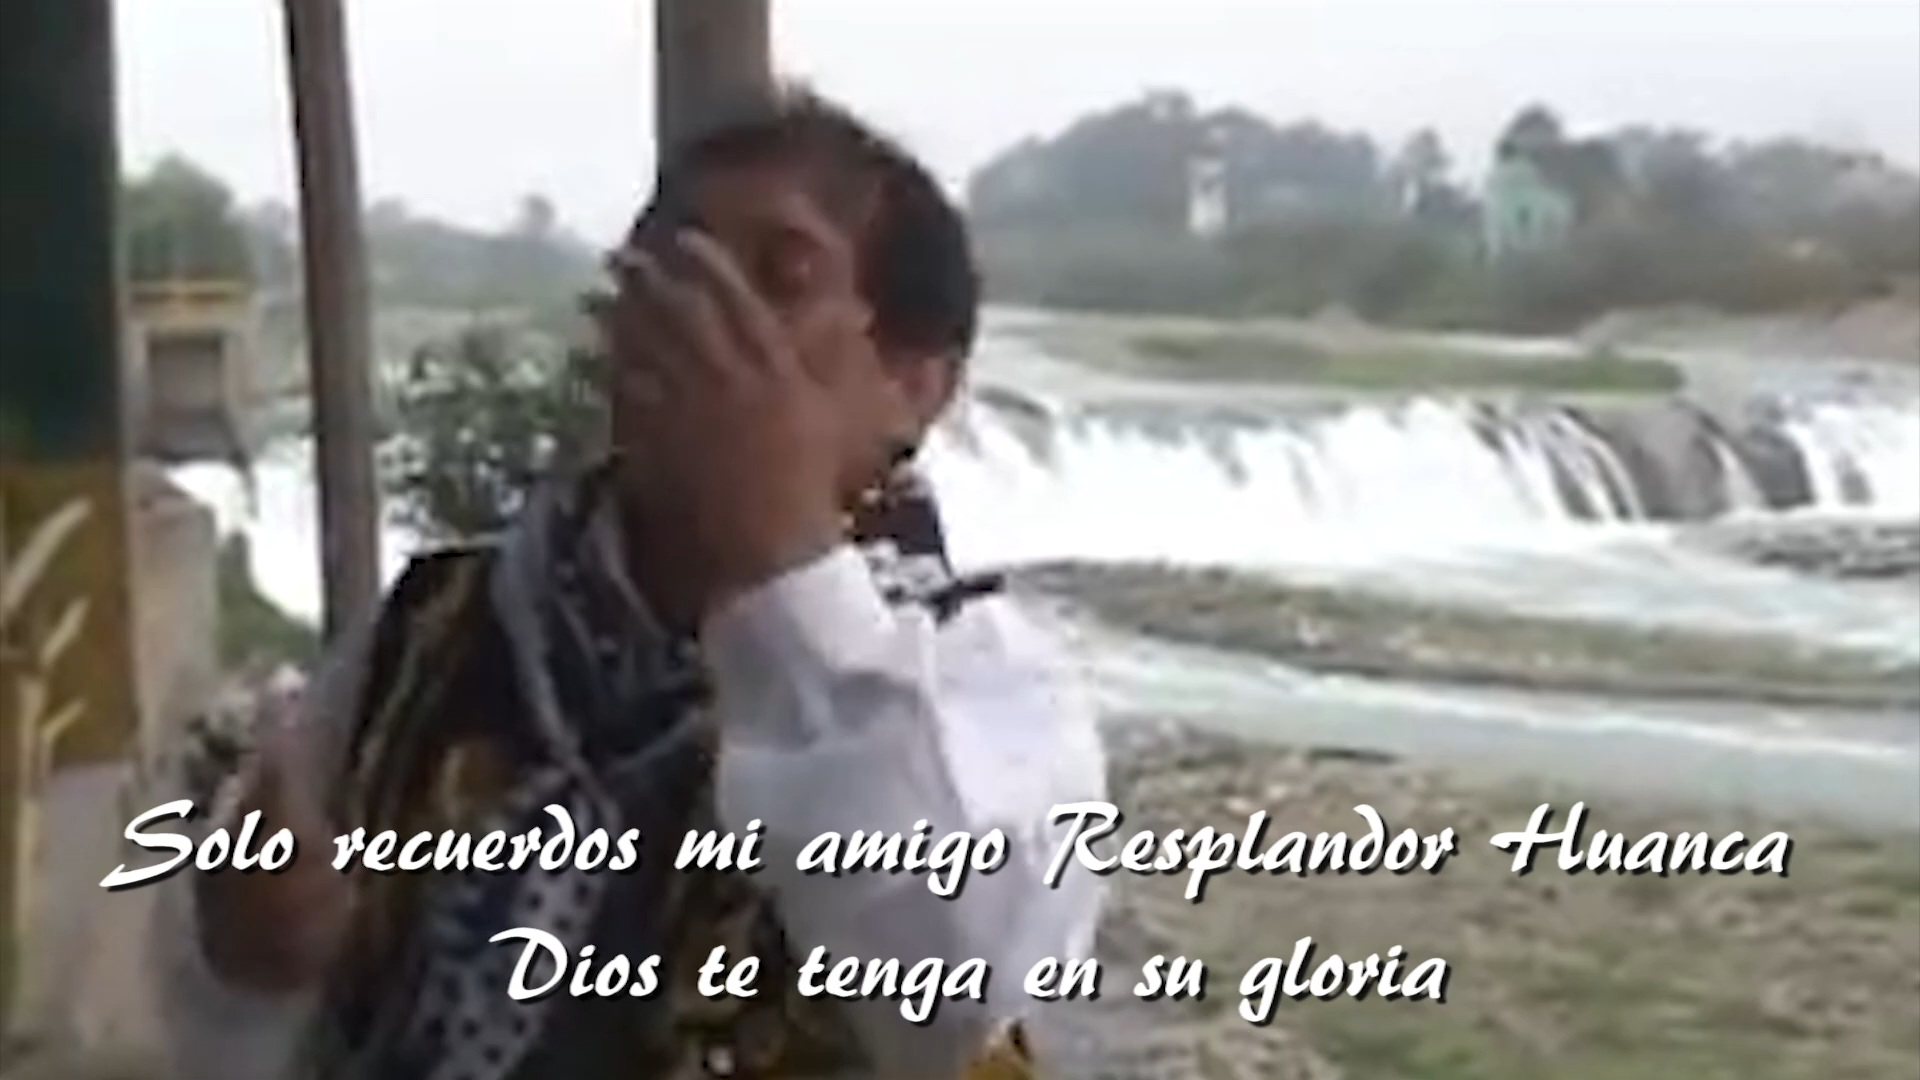 Solo recuerdos mi amigo Resplandor Huanca
Dios te tenga en su gloria